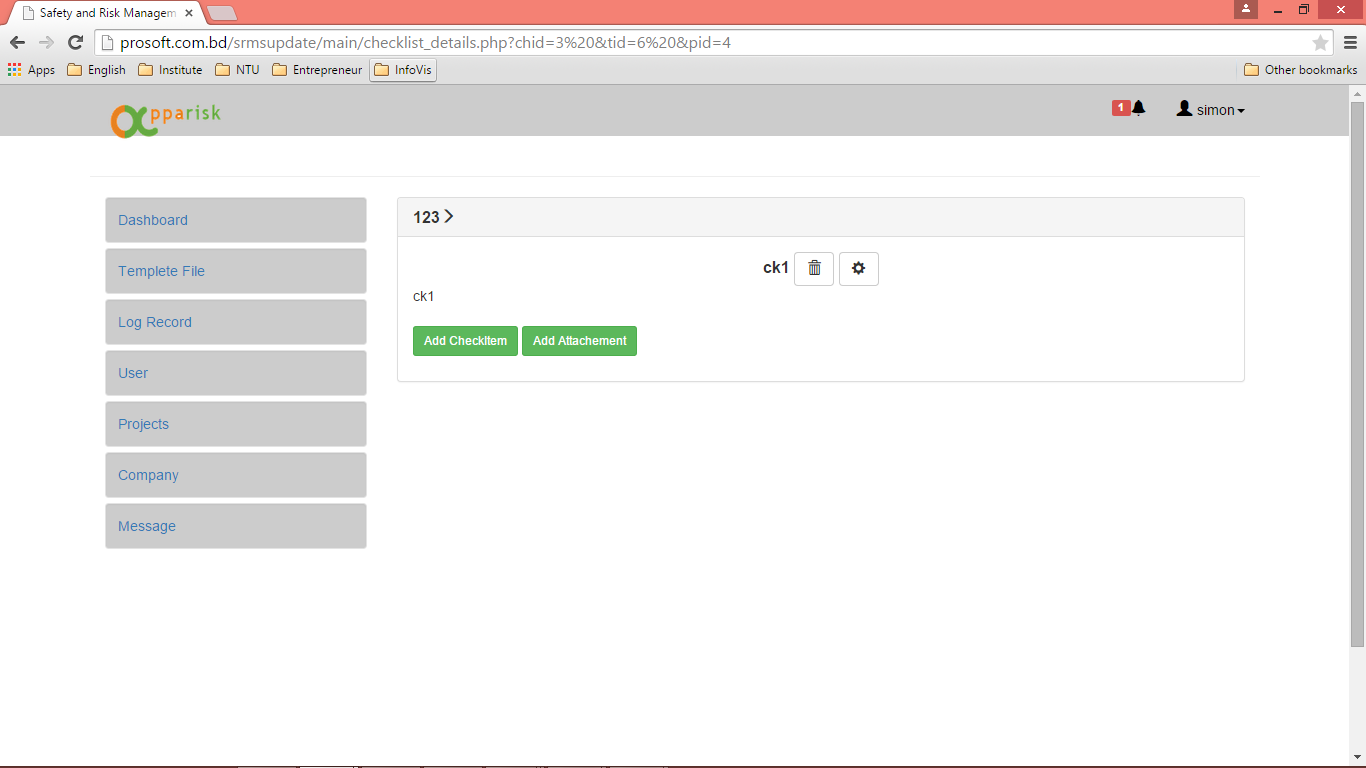 Safety and Risk Managem
prosoft.com.bd/srmsupdate/main/checklist_details.php?chid=3%20&tid=6%20&pid=4
Apps English Institute NTU Entrepreneur InfoVis Other bookmarks
pparisk
1 simon
Dashboard
Templete File
Log Record
User
Projects
Company
Message
123
ck1
ck1
Add CheckItem Add Attachement